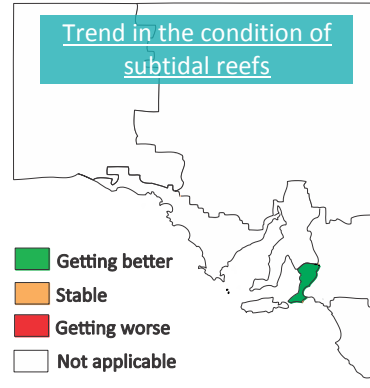 Trend in the condition of
subtidal reefs
Getting better
Stable
Getting worse
Not applicable